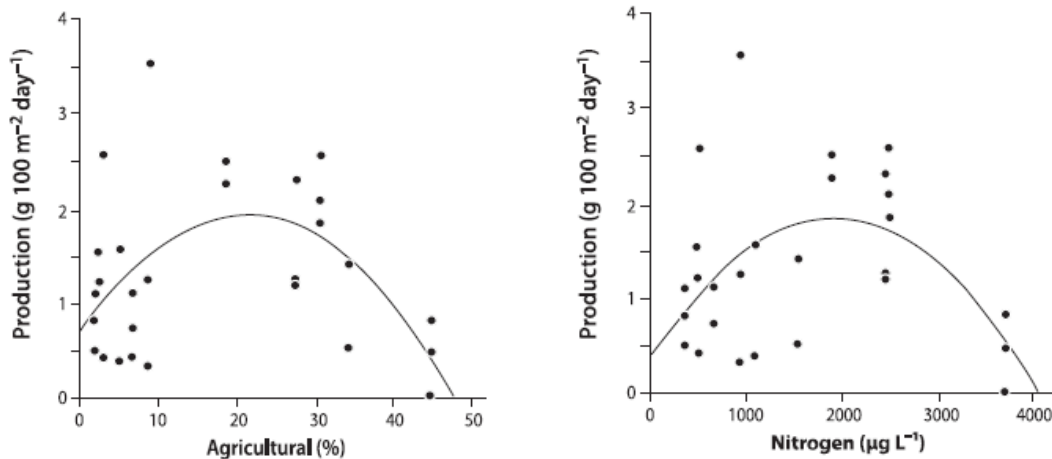 4
3
2
1
0
Production (g 100 m⁻² day⁻¹)
0 10 20 30 40 50
Agricultural (%)
4
3
2
1
0
Production (g 100 m⁻² day⁻¹)
0 1000 2000 3000 4000
Nitrogen (µg L⁻¹)